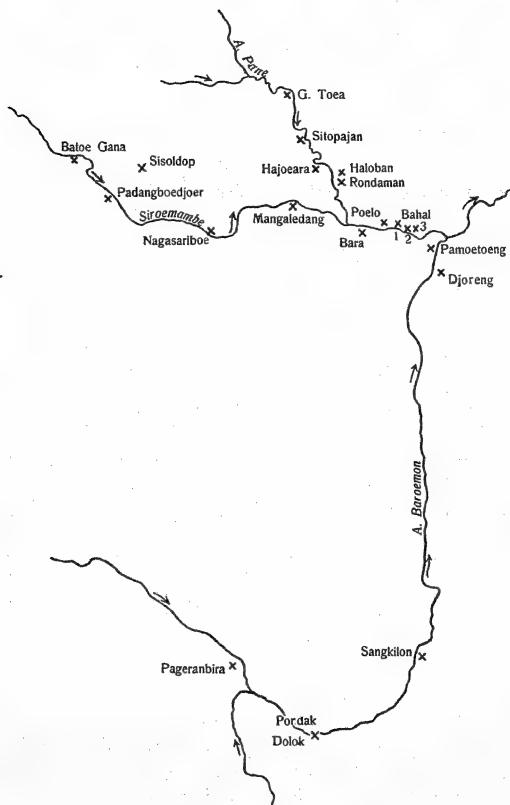 A. Pane
G. Toea
Sitopajan
Batoe Gana
Sisoldop
Hajoeara
Haloban
Rondaman
Padangboedjoer
Siroemambe
Mangaledang
Poelo
Bahal
Nagasariboe
Bara
1
2
3
Pamoetoeng
Djoreng
A. Baroemon
Sangkilon
Pageranbira
Pordak
Dolok